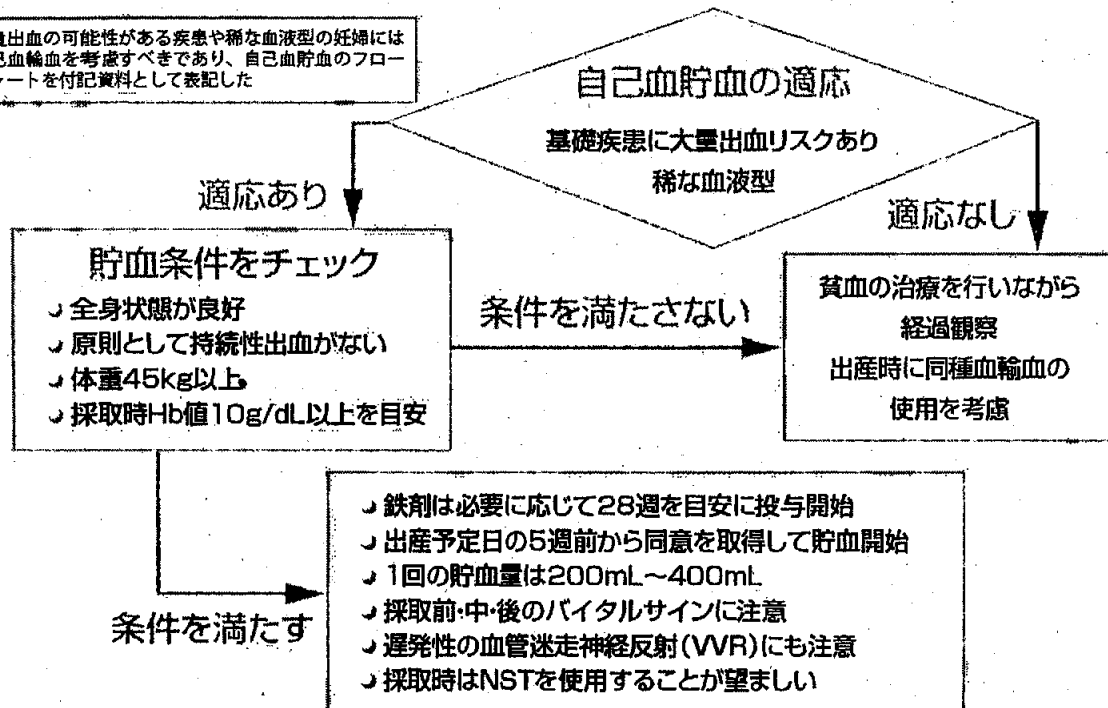 出血の可能性がある疾患や稀な血液型の妊婦には
血輸血を考慮すべきであり、自己血貯血のフロー
ートを付記資料として表記した
自己血貯血の適応
基礎疾患に大量出血リスクあり
稀な血液型
適応あり
適応なし
貯血条件をチェック
全身状態が良好
原則として持続性出血がない
体重45kg以上
採取時Hb値10g/dL以上を目安
条件を満たさない
貧血の治療を行いながら
経過観察
出産時に同種血輸血の
使用を考慮
条件を満たす
鉄剤は必要に応じて28週を目安に投与開始
出産予定日の5週前から同意を取得して貯血開始
1回の貯血量は200mL〜400mL
採取前・中・後のバイタルサインに注意
遅発性の血管迷走神経反射(VVR)にも注意
採取時はNSTを使用することが望ましい